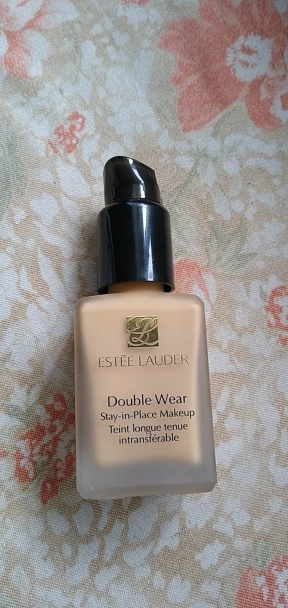 ESTĒE LAUDER
Double Wear
Stay-in-Place Makeup
Teint longue tenue
intransférable